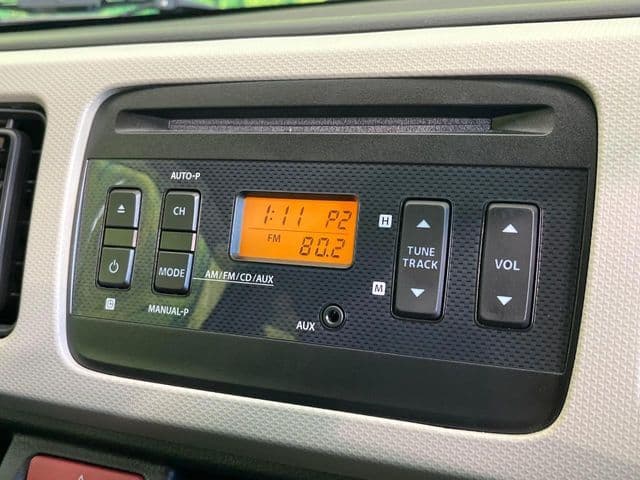 AUTO-P
CH
MODE
AM/FM/CD/AUX
MANUAL-P
1:11 P2
FM 80.2
AUX
H
M
TUNE
TRACK
VOL